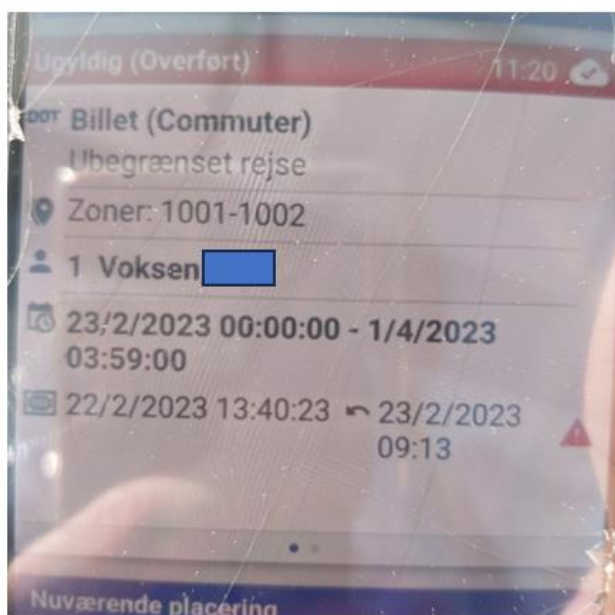 Ugyldig (Overført) 11:20
DOT Billet (Commuter)
Ubegrænset rejse
Zoner: 1001-1002
1 Voksen
23/2/2023 00:00:00 - 1/4/2023
03:59:00
22/2/2023 13:40:23 23/2/2023
09:13
Nuværende placering